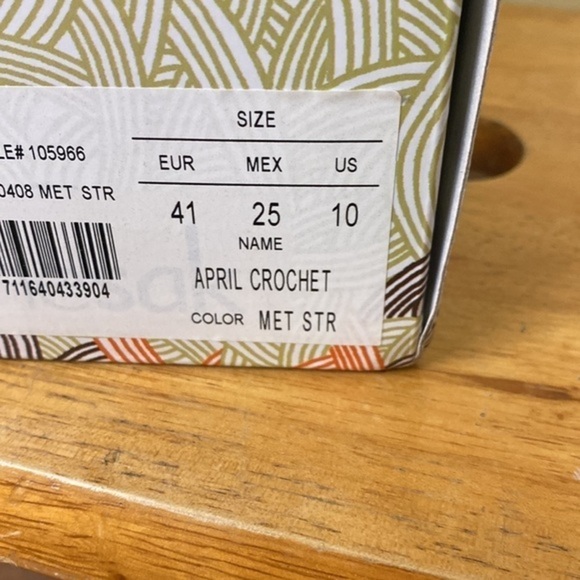 SIZE
LE# 105966
EUR MEX US
0408 MET STR
41 25 10
NAME
711640433904
APRIL CROCHET
COLOR MET STR